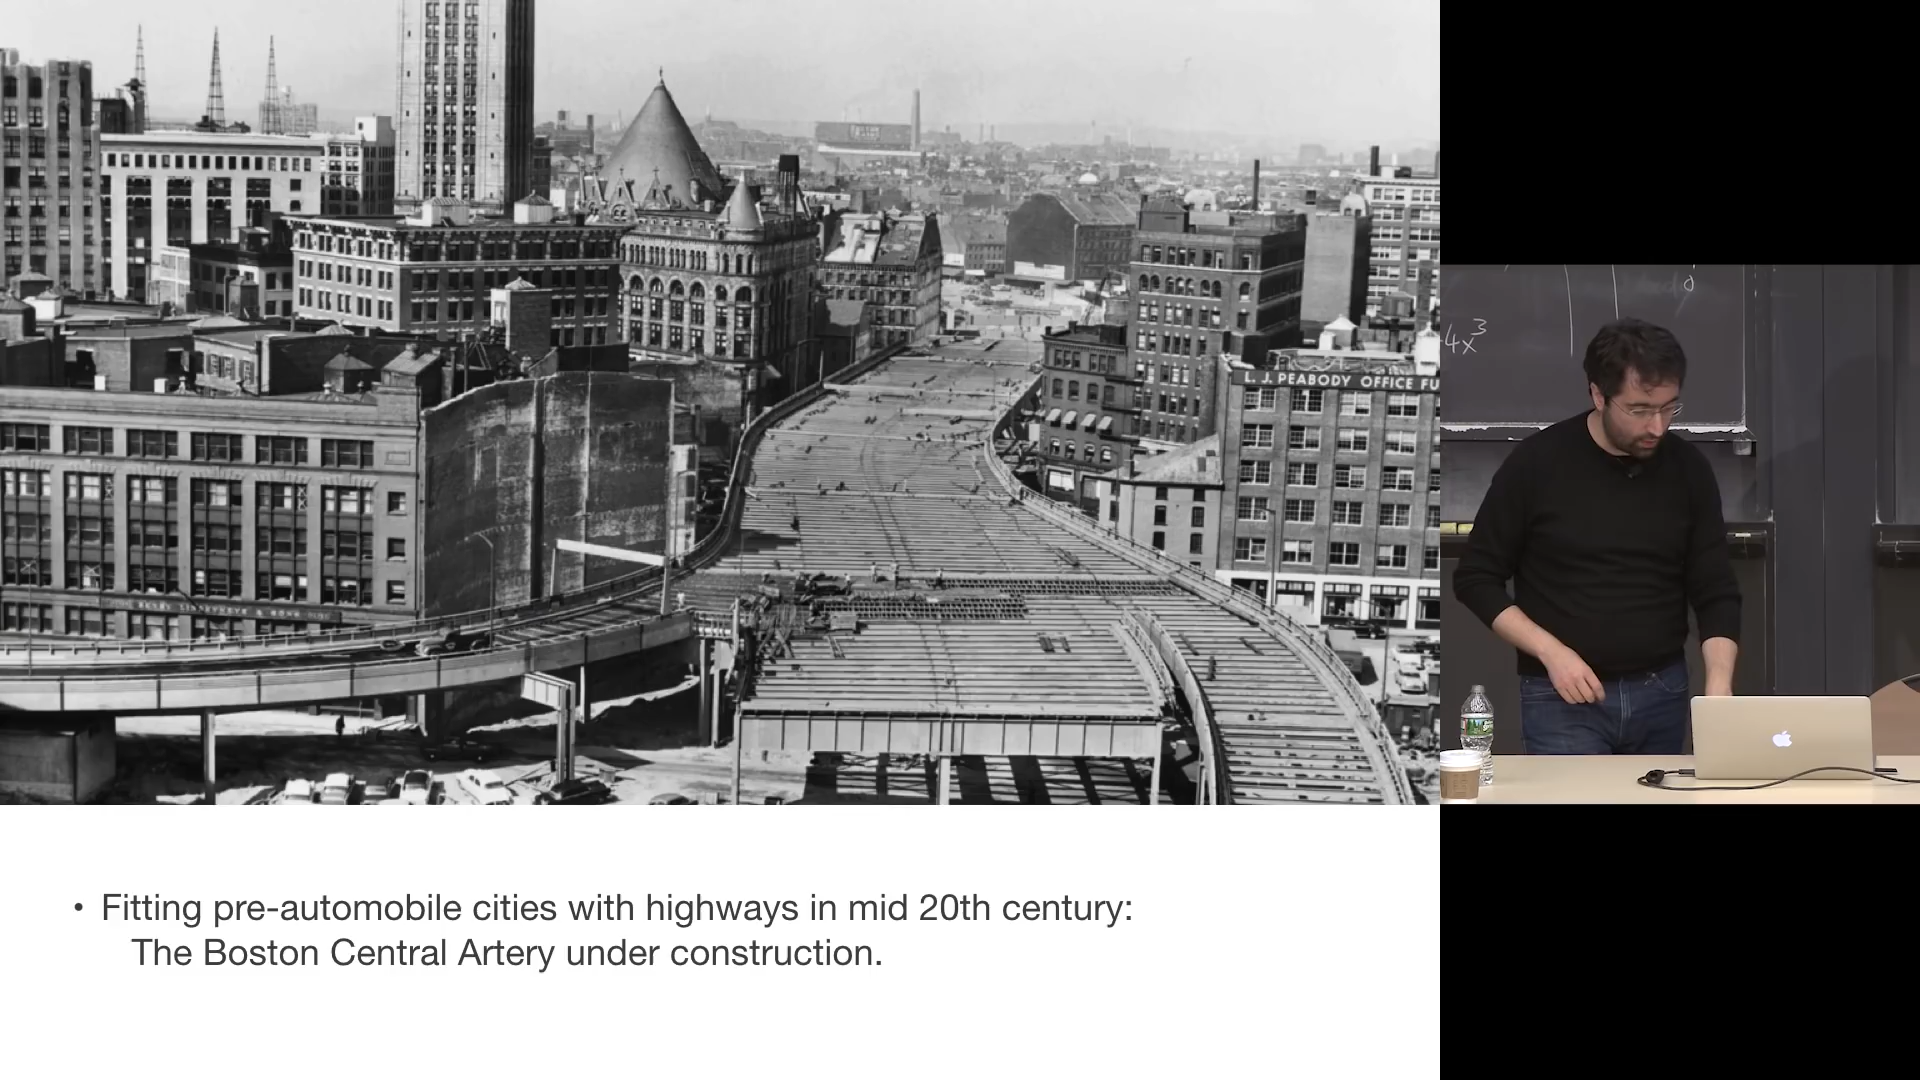 L. J. PEABODY OFFICE FU
4x³
• Fitting pre-automobile cities with highways in mid 20th century:
The Boston Central Artery under construction.